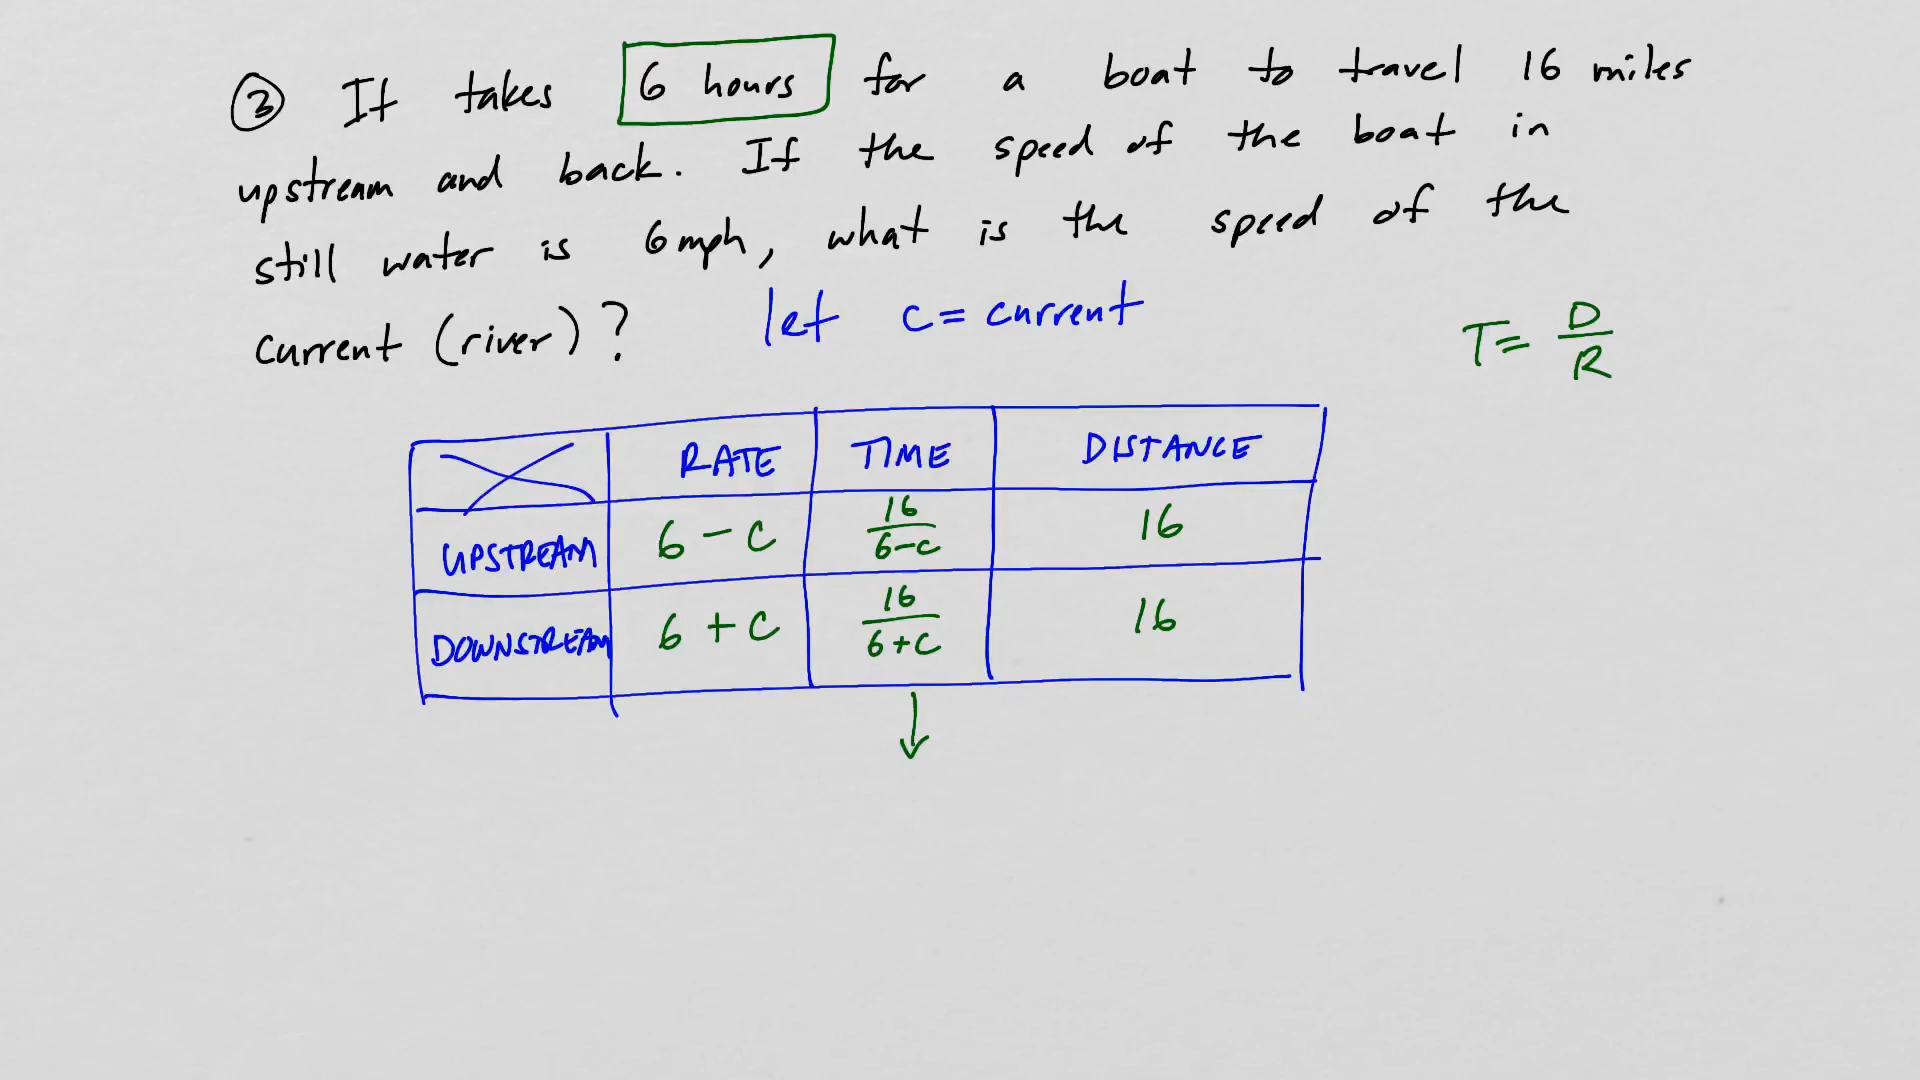 ③ It takes 6 hours for a boat to travel 16 miles
upstream and back. If the speed of the boat in
still water is 6mph, what is the speed of the
current (river)? let c = current
T = D/R
RATE TIME DISTANCE
UPSTREAM 6 - c 16/6-c 16
DOWNSTREAM 6 + c 16/6+c 16